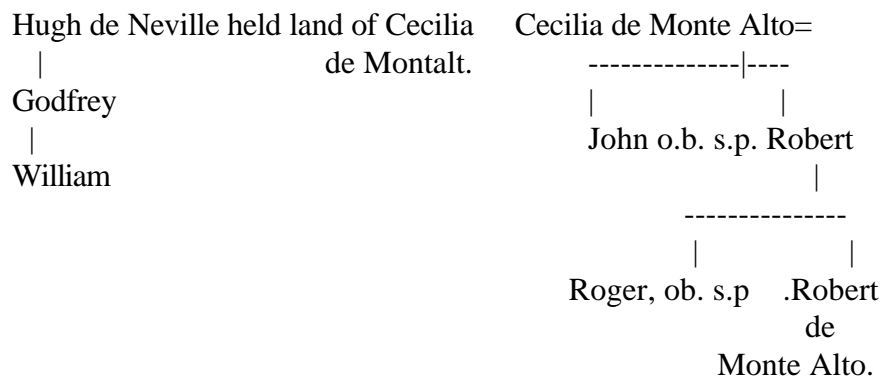 Hugh de Neville held land of Cecilia Cecilia de Monte Alto=
| de Montalt. --------------|----
Godfrey | |
| John o.b. s.p. Robert
William |
---------------
| |
Roger, ob. s.p .Robert
de
Monte Alto.